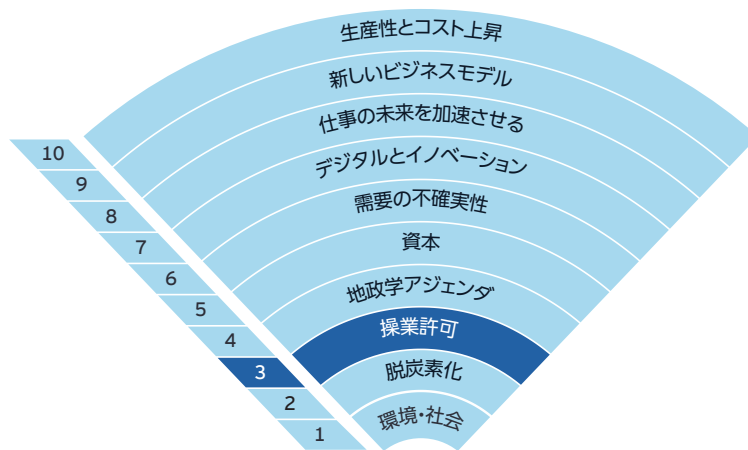 生産性とコスト上昇
新しいビジネスモデル
仕事の未来を加速させる
デジタルとイノベーション
需要の不確実性
資本
地政学アジェンダ
操業許可
脱炭素化
環境・社会
10
9
8
7
6
5
4
3
2
1